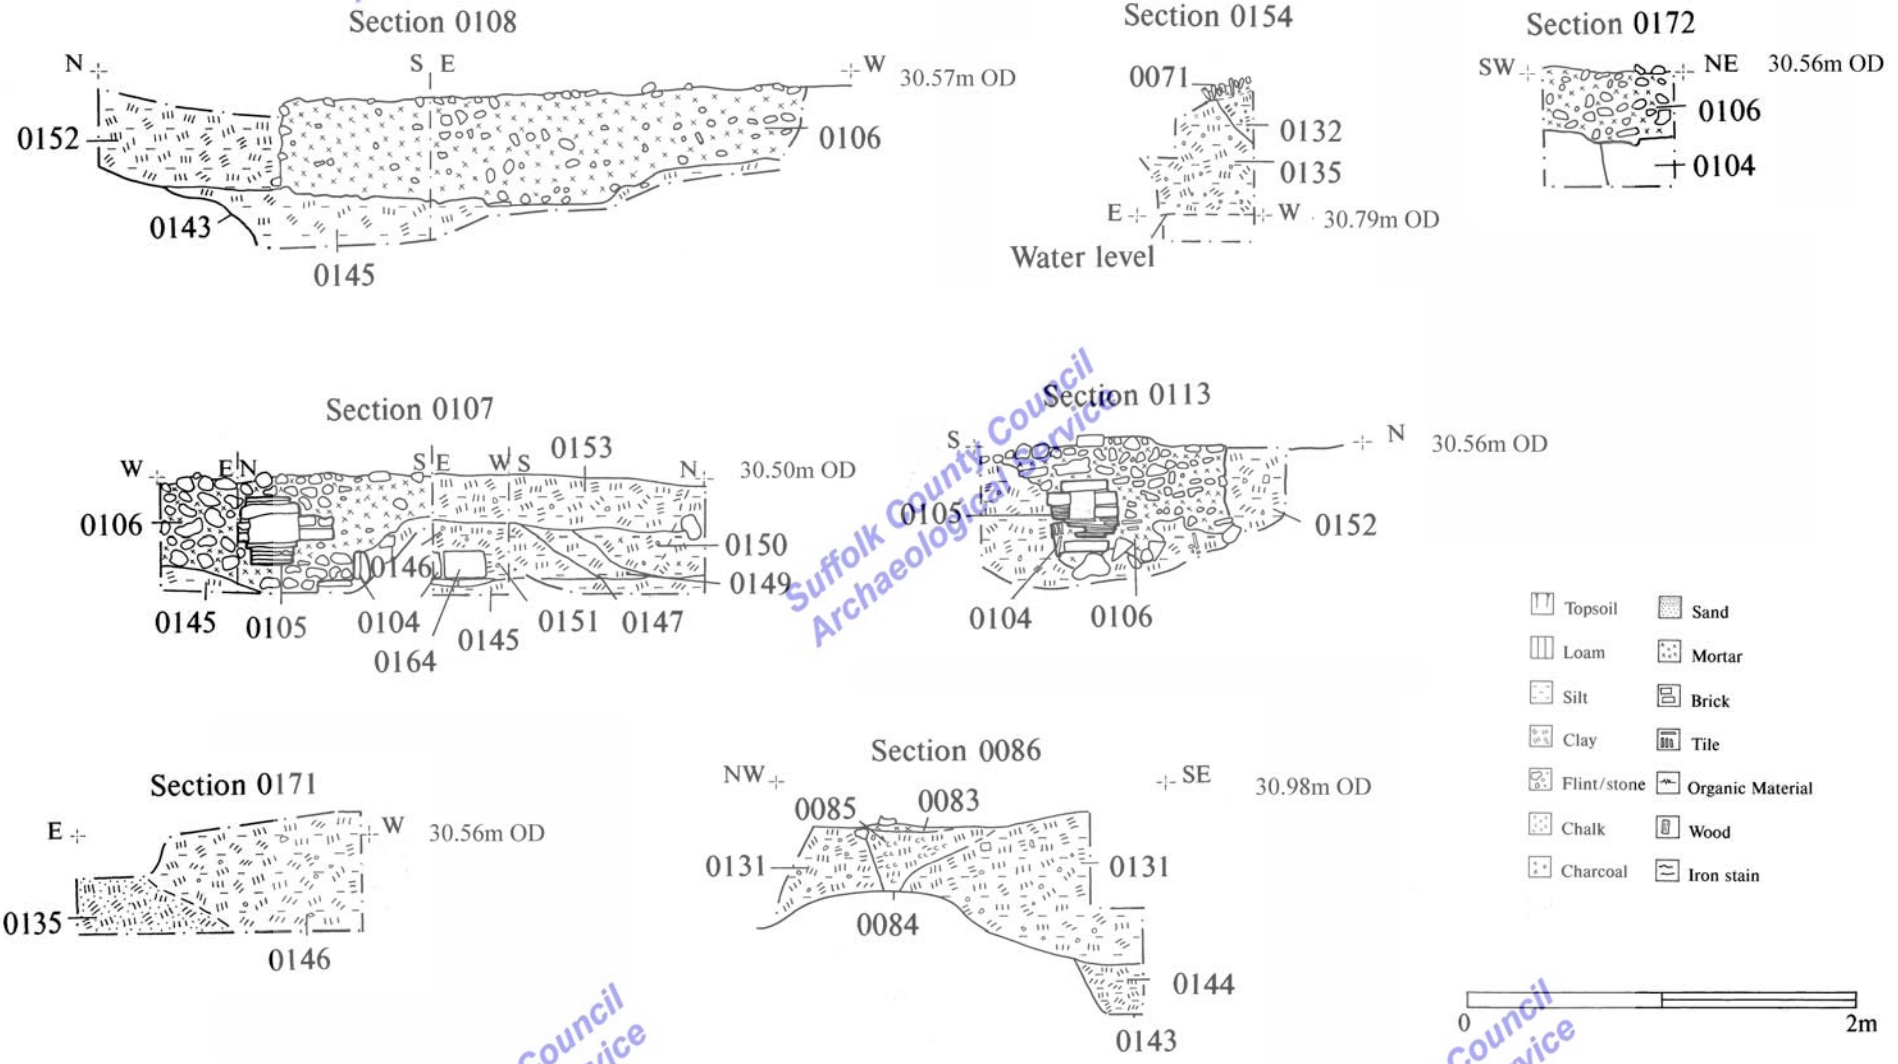 Section 0108
N
S E
W
30.57m OD
0152
0106
0143
0145
Section 0154
0071
0132
0135
E
W
30.79m OD
Water level
Section 0172
SW
NE
30.56m OD
0106
0104
Section 0107
W
E N
S E
W S
0153
N
30.50m OD
0106
0150
0146
0149
0145
0105
0104
0145
0151
0147
0164
Section 0113
S
N
30.56m OD
0105
0152
0104
0106
Suffolk County Council
Archaeological Service
Section 0171
E
W
30.56m OD
0135
0146
Section 0086
NW
SE
30.98m OD
0085
0083
0131
0131
0084
0144
0143
Topsoil
Sand
Loam
Mortar
Silt
Brick
Clay
Tile
Flint/stone
Organic Material
Chalk
Wood
Charcoal
Iron stain
0
2m
Council
vice
Council
rvice